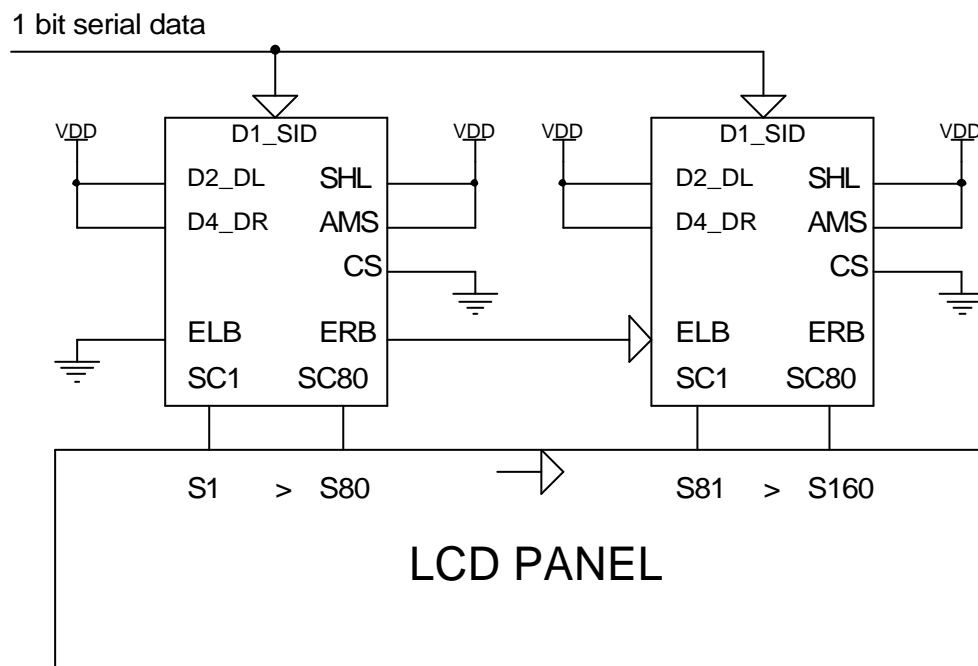 1 bit serial data
VDD D1_SID VDD VDD D1_SID VDD
D2_DL SHL D2_DL SHL
D4_DR AMS D4_DR AMS
CS CS
ELB ERB ELB ERB
SC1 SC80 SC1 SC80
S1 > S80 S81 > S160
LCD PANEL